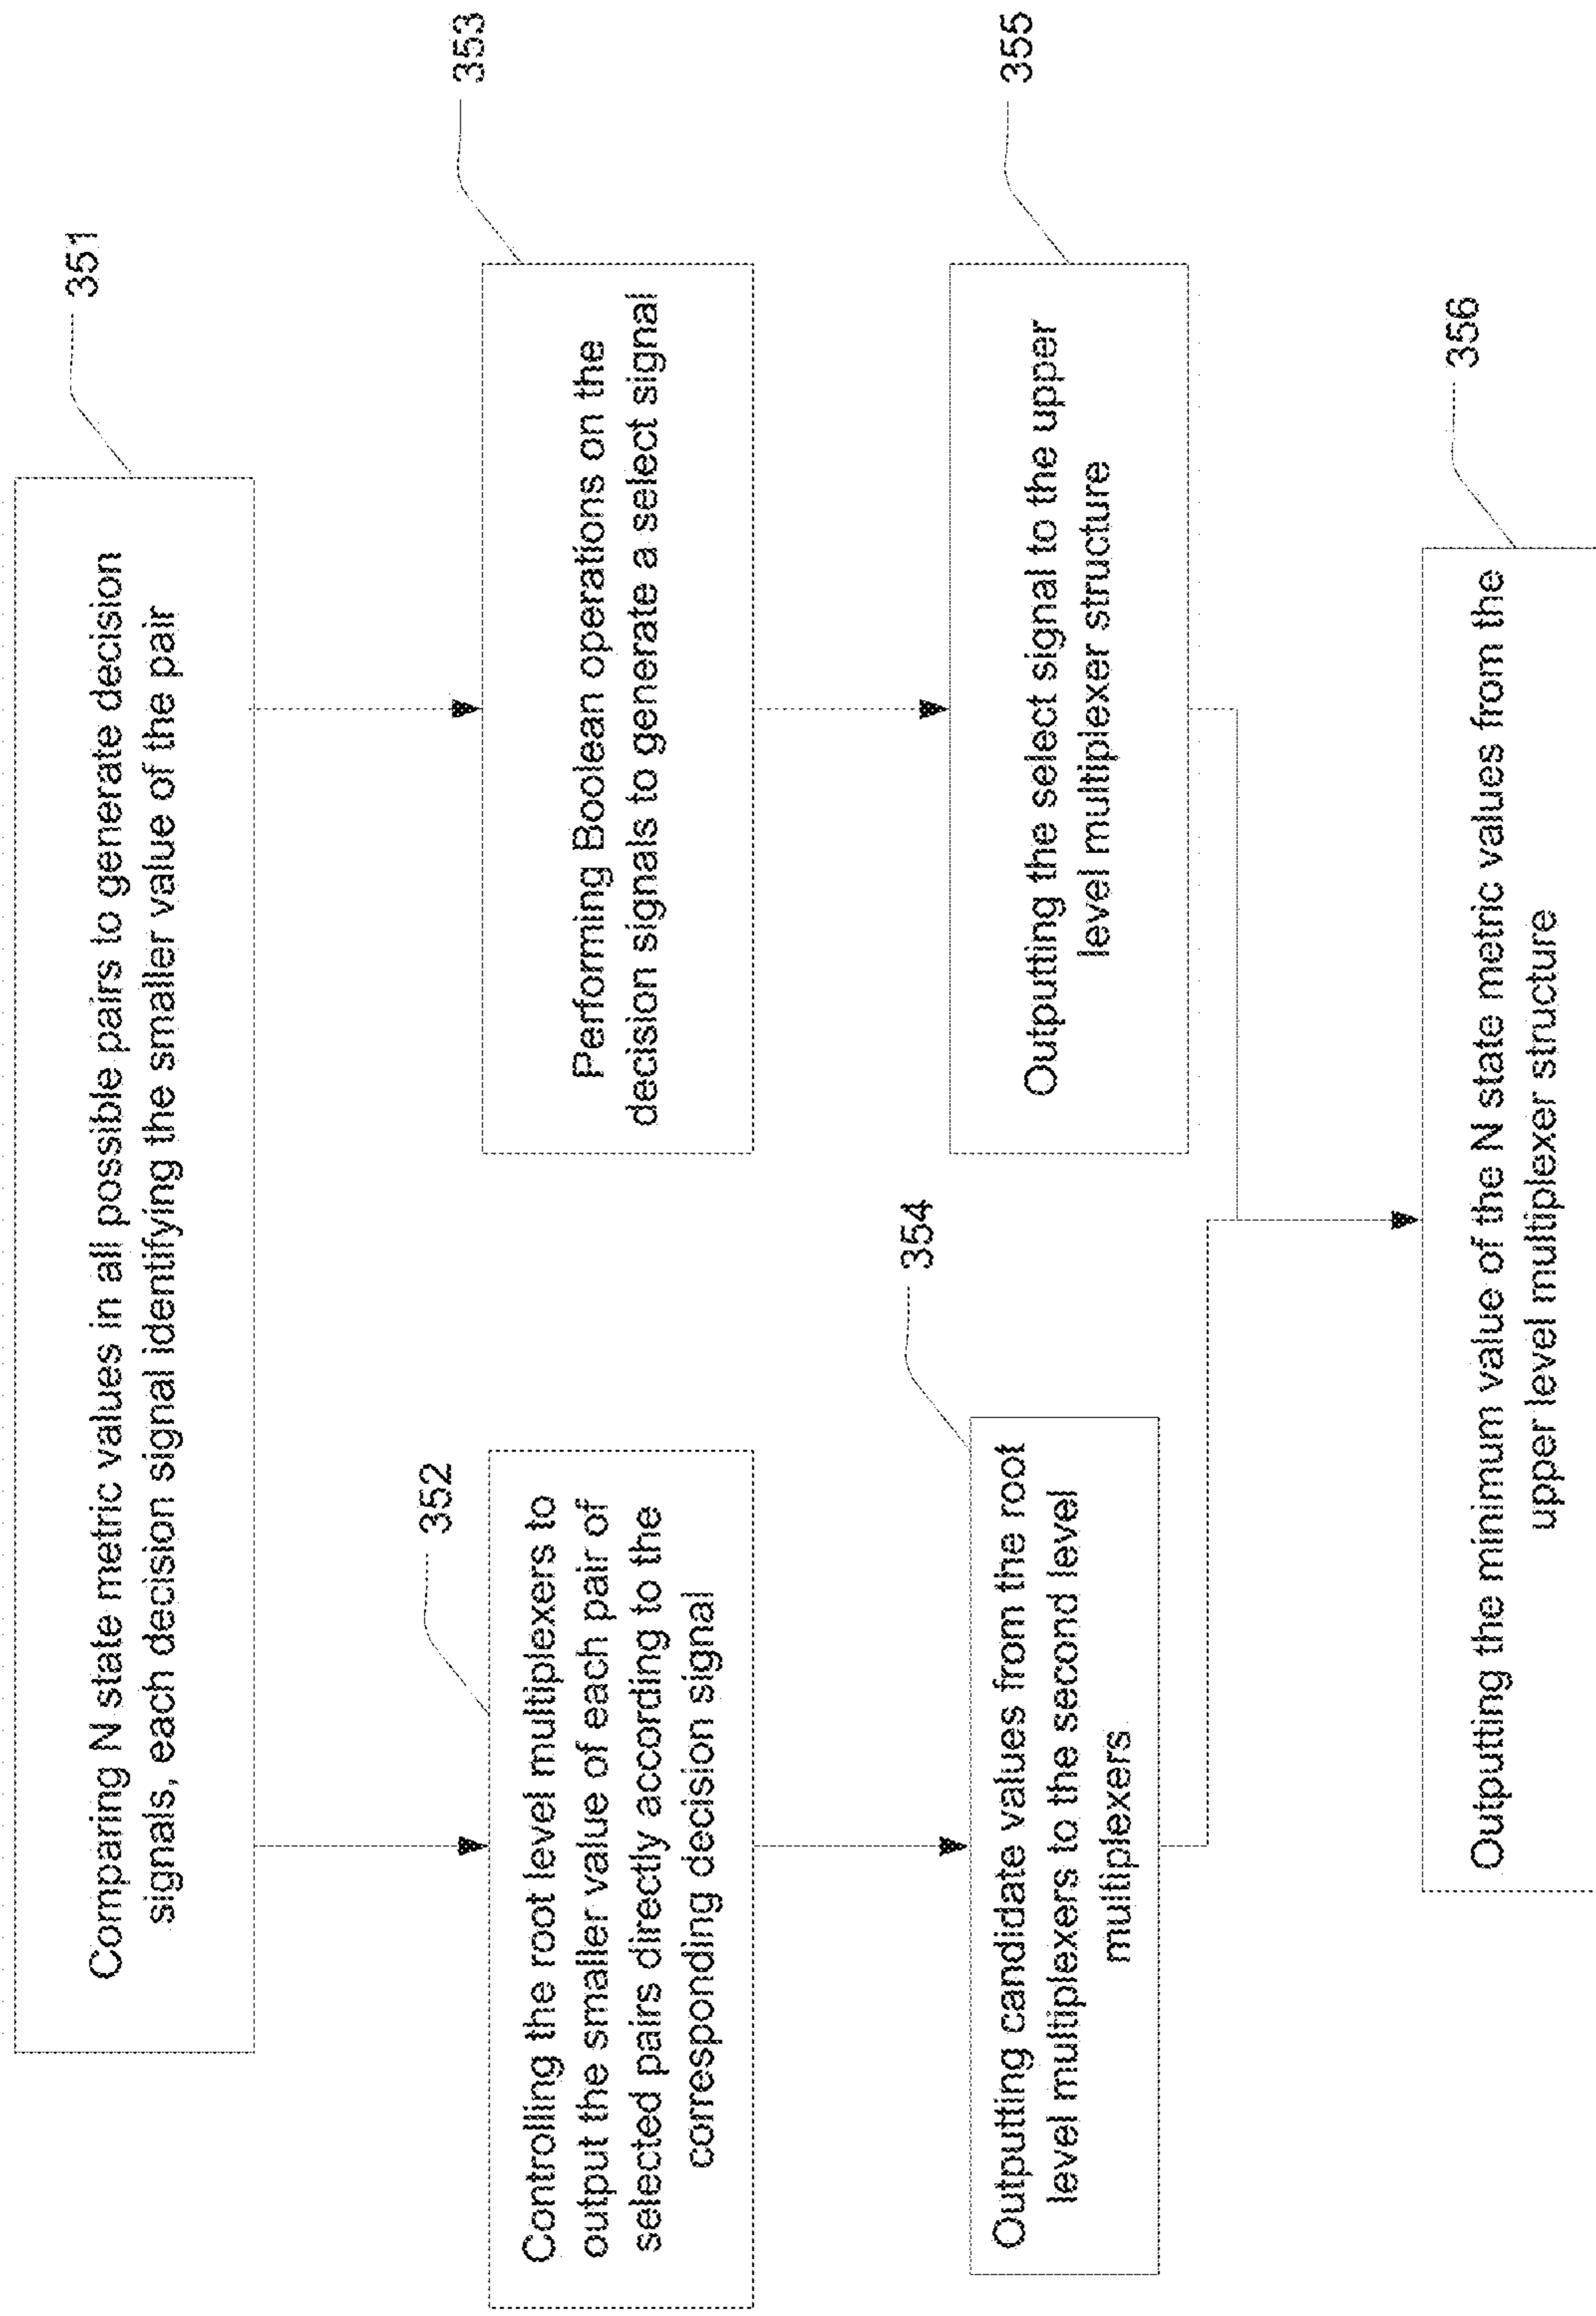 351
Comparing N state metric values in all possible pairs to generate decision
signals, each decision signal identifying the smaller value of the pair
352
Controlling the root level multiplexers to
output the smaller value of each pair of
selected pairs directly according to the
corresponding decision signal
353
Performing Boolean operations on the
decision signals to generate a select signal
354
Outputting candidate values from the root
level multiplexers to the second level
multiplexers
355
Outputting the select signal to the upper
level multiplexer structure
356
Outputting the minimum value of the N state metric values from the
upper level multiplexer structure